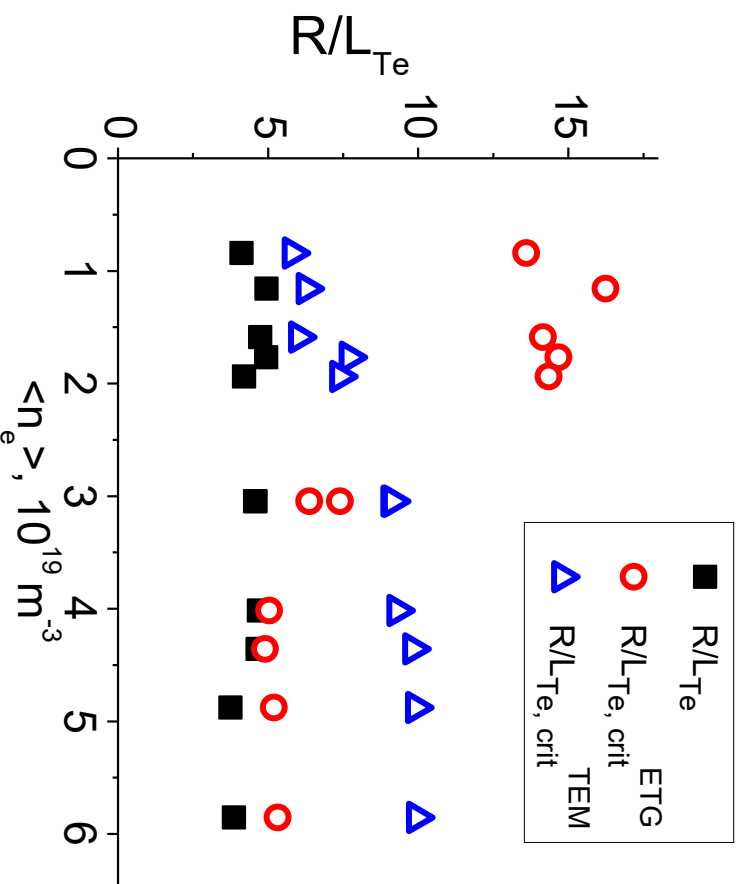 R/L_Te
15
10
5
0
0
1
2
3
4
5
6
<n_e>, 10^19 m^-3
R/L_Te
R/L_Te, crit^ETG
R/L_Te, crit^TEM